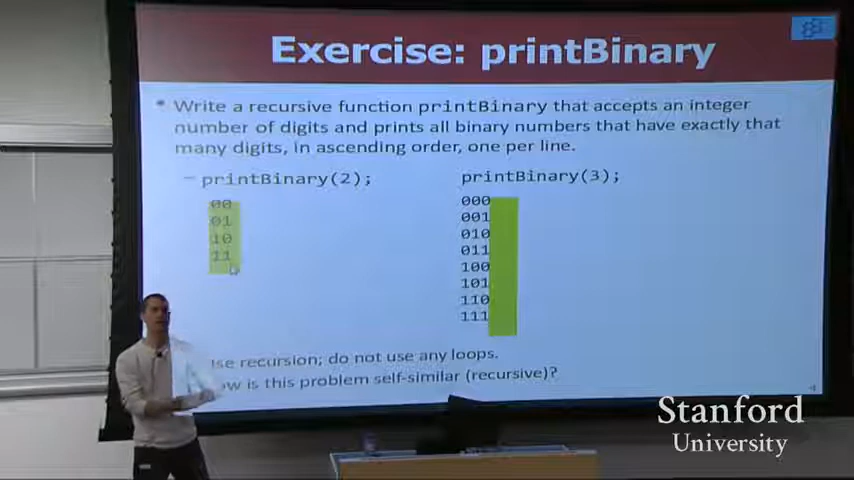 Exercise: printBinary
Write a recursive function printBinary that accepts an integer
number of digits and prints all binary numbers that have exactly that
many digits, in ascending order, one per line.
– printBinary(2);
00
01
10
11
printBinary(3);
000
001
010
011
100
101
110
111
use recursion; do not use any loops.
is this problem self-similar (recursive)?
Stanford
University